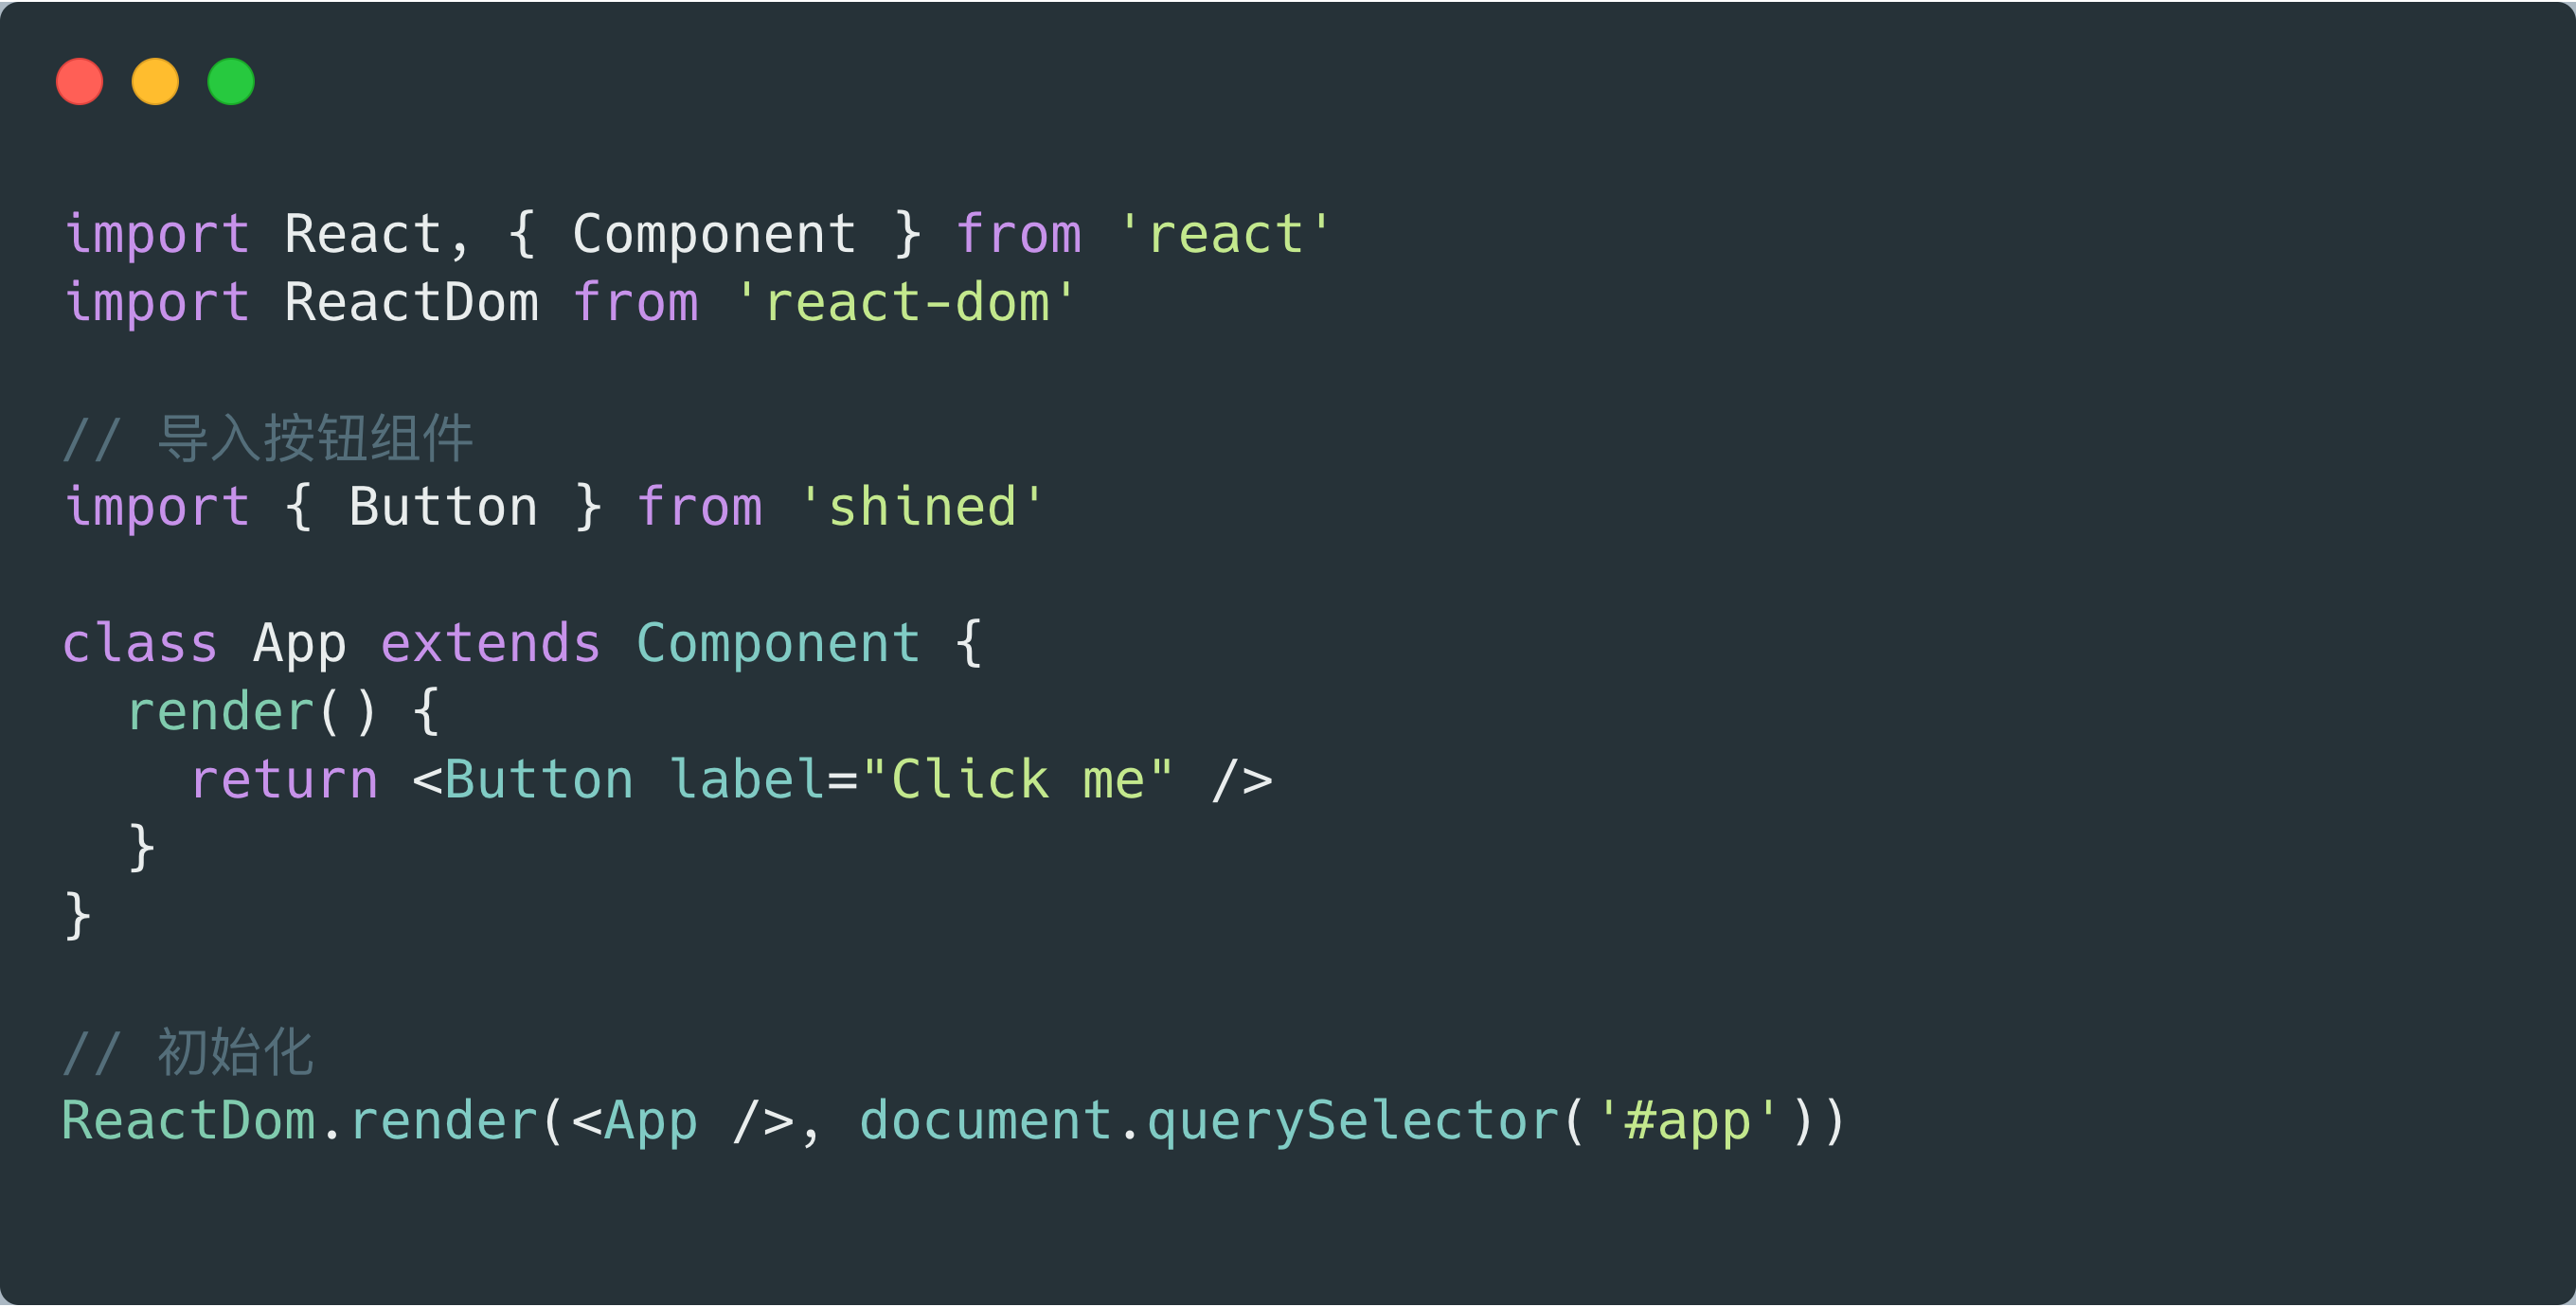 import React, { Component } from 'react'
import ReactDom from 'react-dom'
// 导入按钮组件
import { Button } from 'shined'
class App extends Component {
  render() {
    return <Button label="Click me" />
  }
}
// 初始化
ReactDom.render(<App />, document.querySelector('#app'))